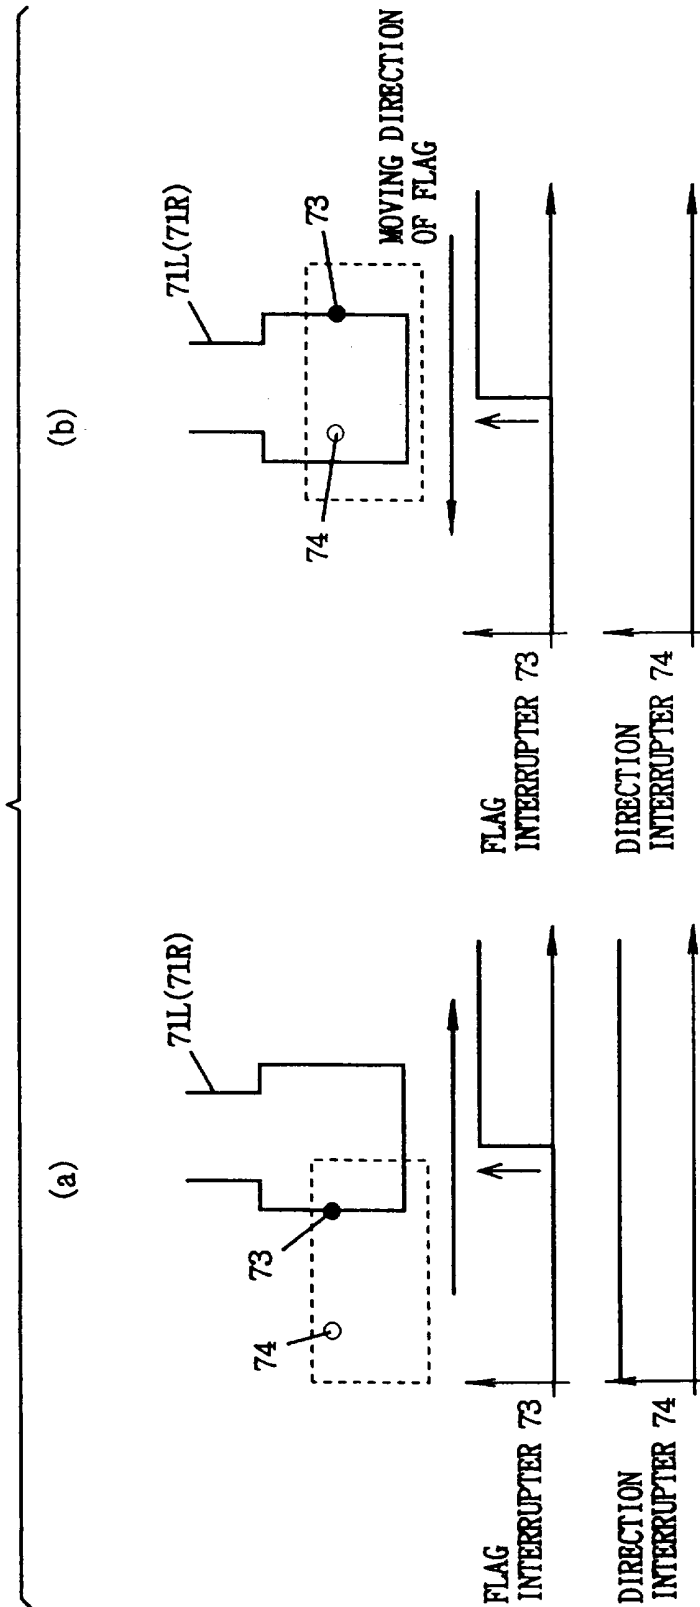 (a)
71L(71R)
73
74
FLAG
INTERRUPTER 73
DIRECTION
INTERRUPTER 74
(b)
71L(71R)
73
74
MOVING DIRECTION
OF FLAG
FLAG
INTERRUPTER 73
DIRECTION
INTERRUPTER 74